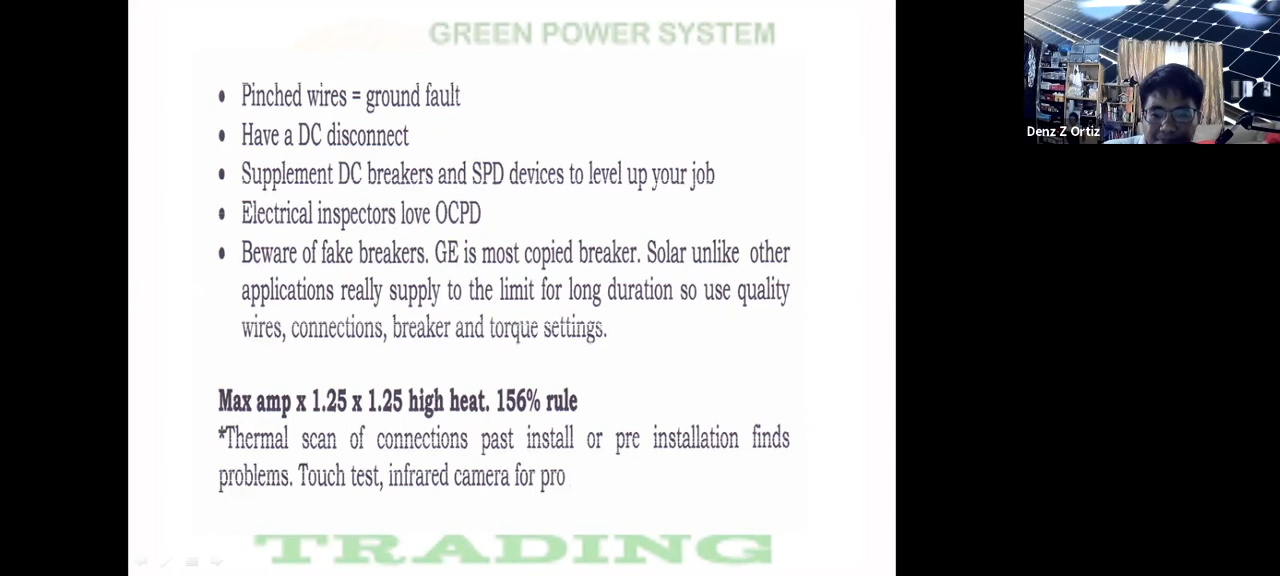 GREEN POWER SYSTEM
• Pinched wires = ground fault
• Have a DC disconnect
• Supplement DC breakers and SPD devices to level up your job
• Electrical inspectors love OCPD
• Beware of fake breakers. GE is most copied breaker. Solar unlike other
applications really supply to the limit for long duration so use quality
wires, connections, breaker and torque settings.
Max amp x 1.25 x 1.25 high heat. 156% rule
*Thermal scan of connections past install or pre installation finds
problems. Touch test, infrared camera for pro
TRADING
Denz Z Ortiz